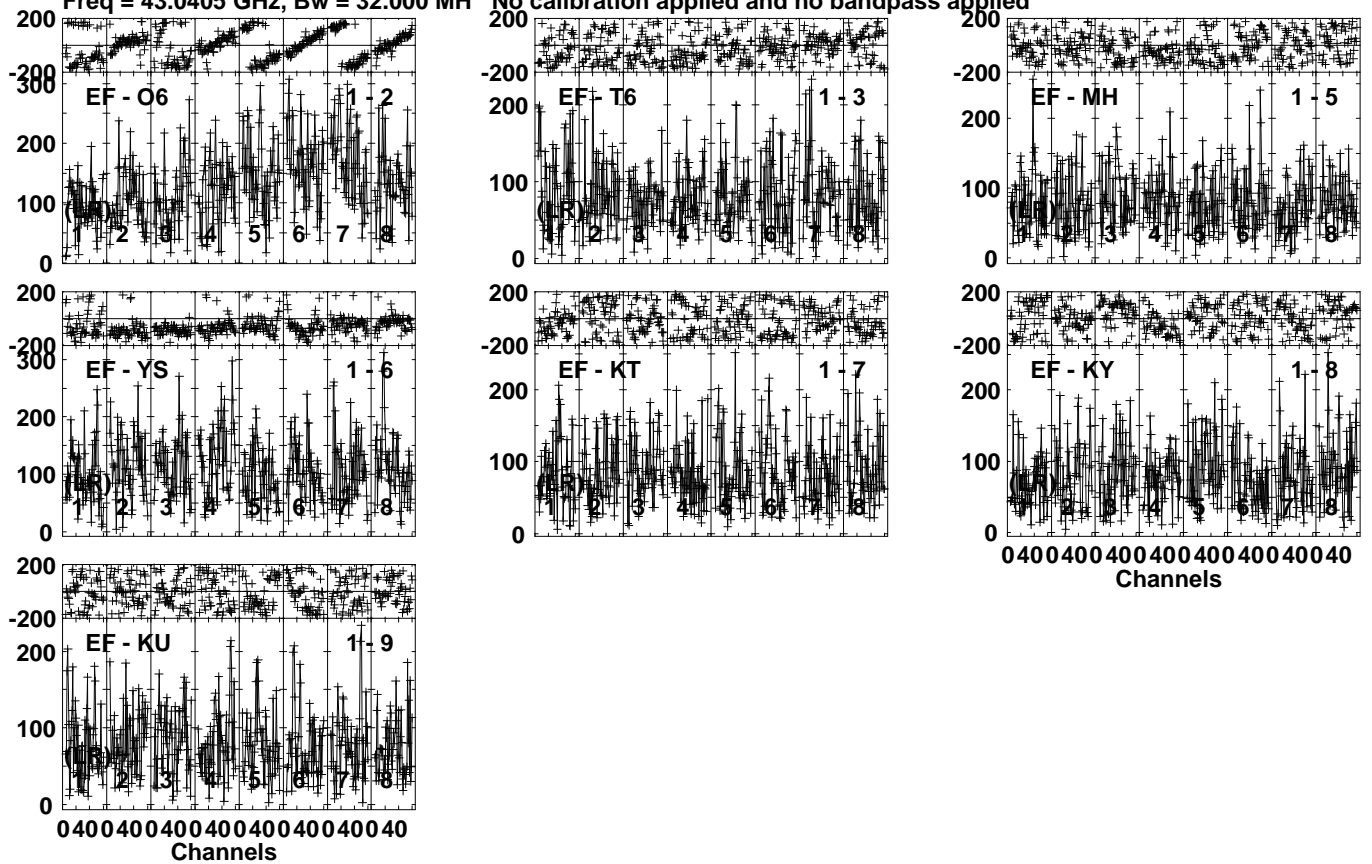 Freq = 43.0405 GHz, Bw = 32.000 MH No calibration applied and no bandpass applied
200
-200
300
200
100
0
EF - O6
1 - 2
(LR)
1 2 3 4 5 6 7 8
200
-200
200
100
0
EF - T6
1 - 3
(LR)
1 2 3 4 5 6 7 8
200
-200
200
100
0
EF - MH
1 - 5
(LR)
1 2 3 4 5 6 7 8
200
-200
300
200
100
0
EF - YS
1 - 6
(LR)
1 2 3 4 5 6 7 8
200
-200
200
100
0
EF - KT
1 - 7
(LR)
1 2 3 4 5 6 7 8
200
-200
200
100
0
EF - KY
1 - 8
(LR)
1 2 3 4 5 6 7 8
0 40 0 40 0 40 0 40 0 40 0 40 0 40 0 40
Channels
200
-200
200
100
0
EF - KU
1 - 9
(LR)
1 2 3 4 5 6 7 8
0 40 0 40 0 40 0 40 0 40 0 40 0 40 0 40
Channels